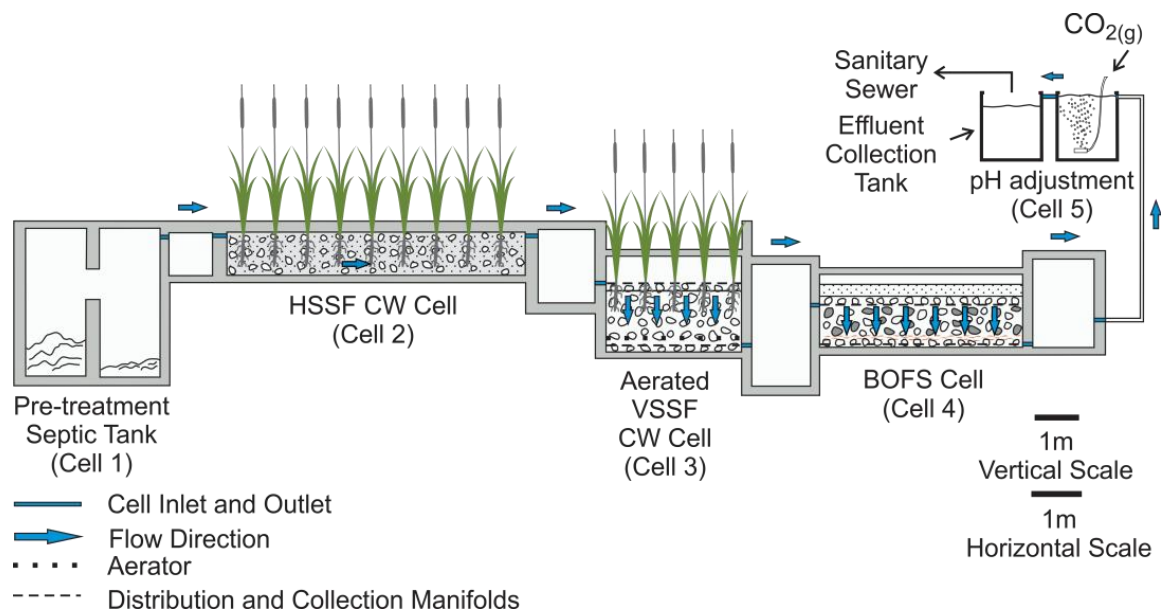 CO2(g)
Sanitary
Sewer
Effluent
Collection
Tank
pH adjustment
(Cell 5)
HSSF CW Cell
(Cell 2)
Pre-treatment
Septic Tank
(Cell 1)
Aerated
VSSF
CW Cell
(Cell 3)
BOFS Cell
(Cell 4)
1m
Vertical Scale
1m
Horizontal Scale
Cell Inlet and Outlet
Flow Direction
Aerator
Distribution and Collection Manifolds